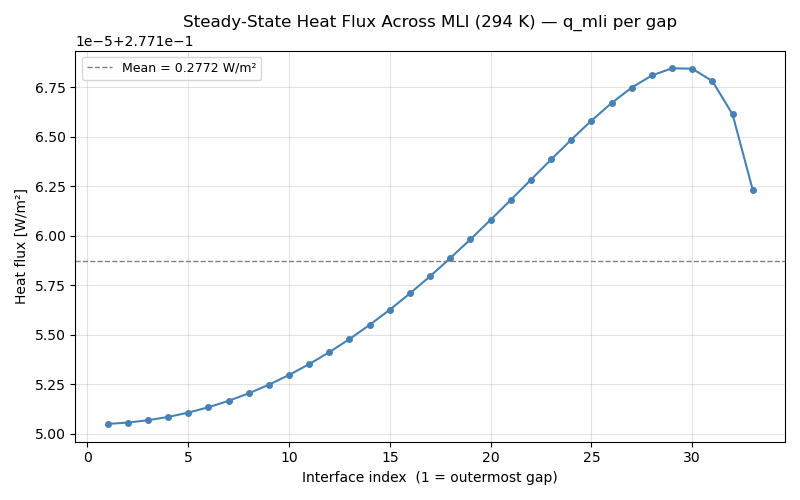 Steady-State Heat Flux Across MLI (294 K) — q_mli per gap
1e−5+2.771e−1
Mean = 0.2772 W/m²
6.75
6.50
6.25
6.00
5.75
5.50
5.25
5.00
Heat flux [W/m²]
0 5 10 15 20 25 30
Interface index (1 = outermost gap)